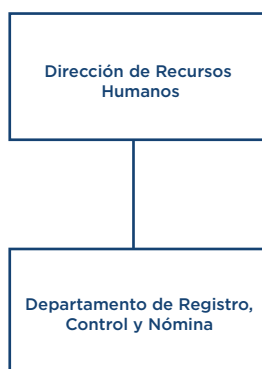 Dirección de Recursos
Humanos
Departamento de Registro,
Control y Nómina